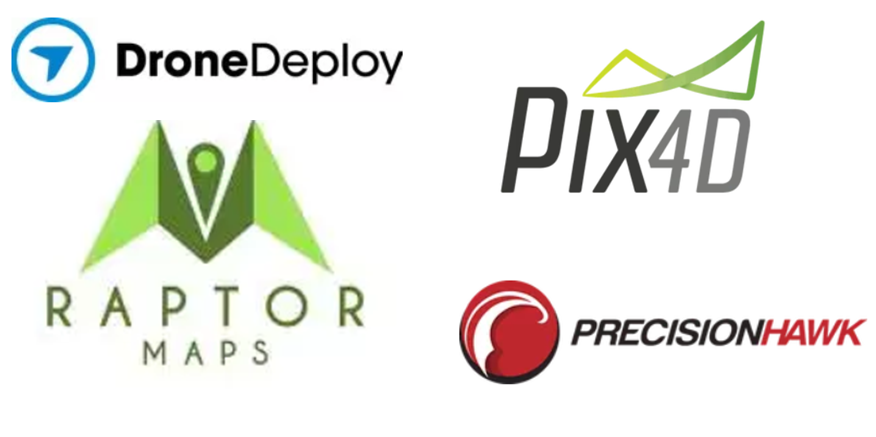 DroneDeploy
PIX4D
RAPTOR
MAPS
PRECISIONHAWK